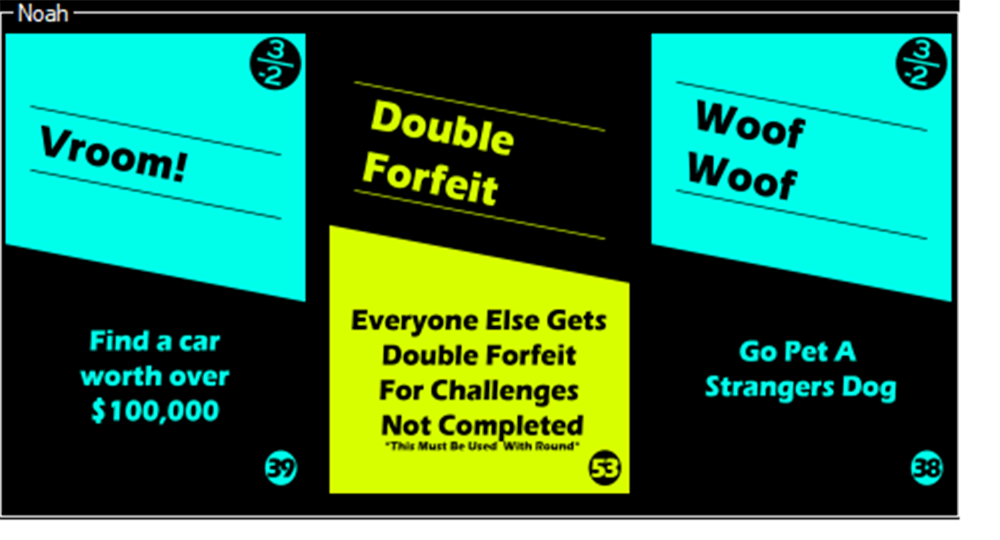 Noah
3
-2
Vroom!
Find a car
worth over
$100,000
39
Double
Forfeit
Everyone Else Gets
Double Forfeit
For Challenges
Not Completed
"This Must Be Used With Round"
53
3
-2
Woof
Woof
Go Pet A
Strangers Dog
38